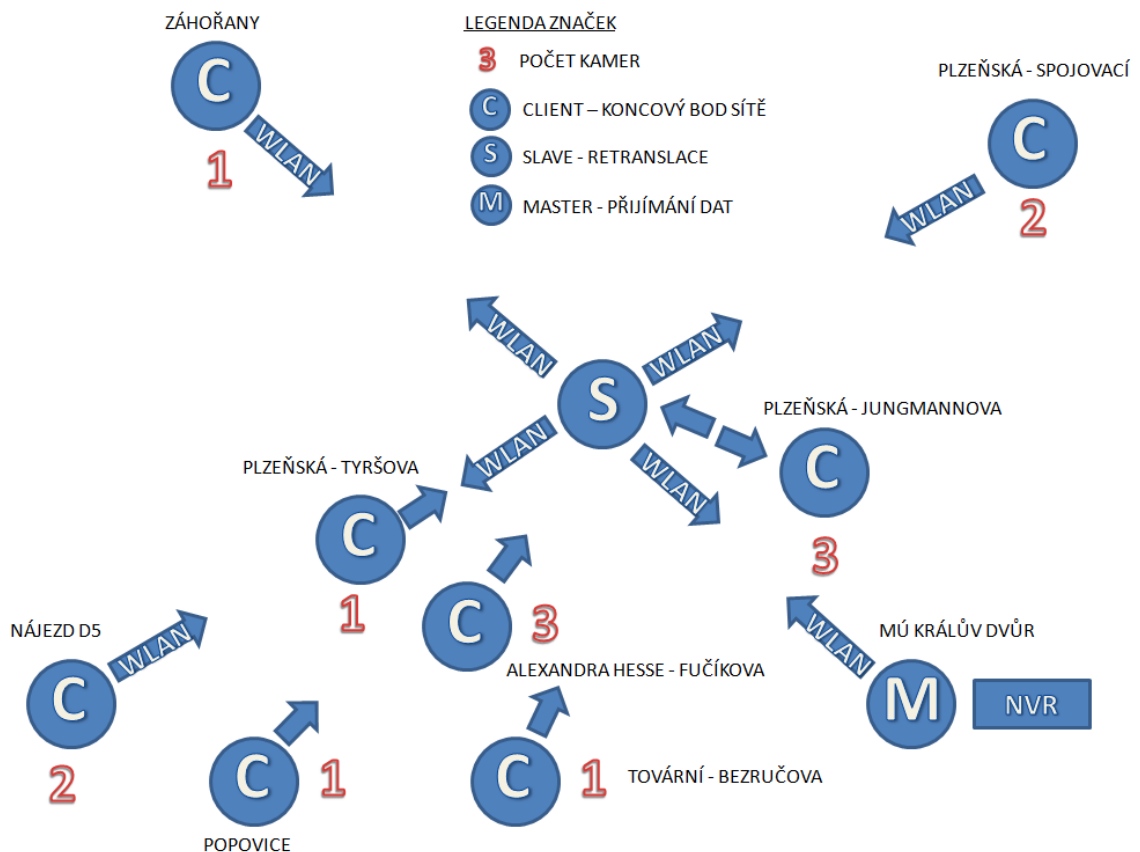 ZÁHOŘANY
C
WLAN
1
LEGENDA ZNAČEK
3 POČET KAMER
C CLIENT – KONCOVÝ BOD SÍTĚ
S SLAVE - RETRANSLACE
M MASTER - PŘIJÍMÁNÍ DAT
PLZEŇSKÁ - SPOJOVACÍ
C
WLAN
2
WLAN
WLAN
S
WLAN
WLAN
PLZEŇSKÁ - JUNGMANNOVA
C
3
PLZEŇSKÁ - TYRŠOVA
C
1
C
3
ALEXANDRA HESSE - FUČÍKOVA
NÁJEZD D5
WLAN
C
2
C
1
POPOVICE
C
1
TOVÁRNÍ - BEZRUČOVA
MÚ KRÁLŮV DVŮR
WLAN
M
NVR